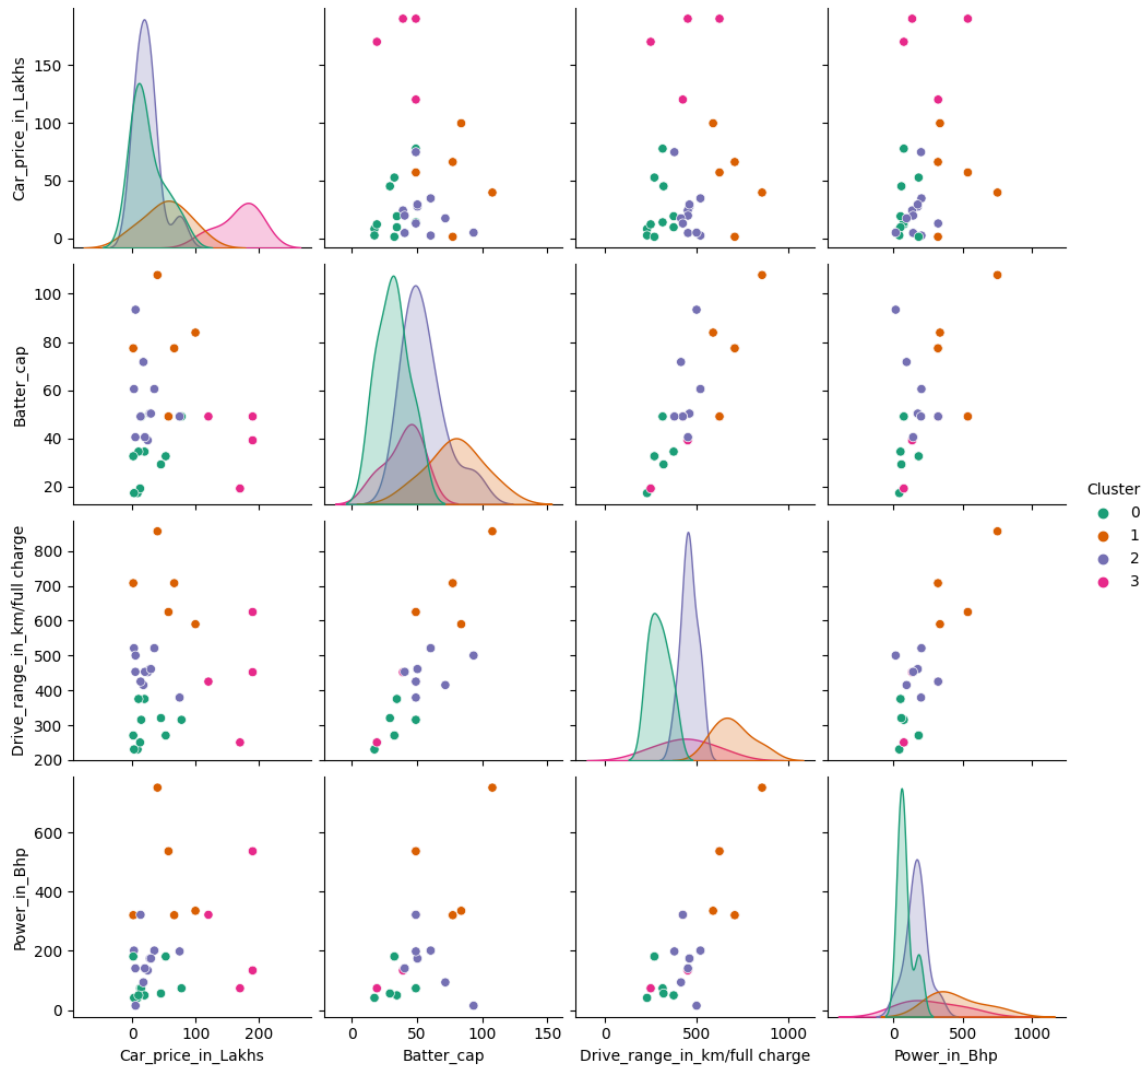 Car_price_in_Lakhs
150
100
50
0
Batter_cap
100
80
60
40
20
Drive_range_in_km/full charge
800
700
600
500
400
300
200
Power_in_Bhp
600
400
200
0
0 100 200
Car_price_in_Lakhs
0 50 100 150
Batter_cap
0 500 1000
Drive_range_in_km/full charge
0 500 1000
Power_in_Bhp
Cluster
0
1
2
3